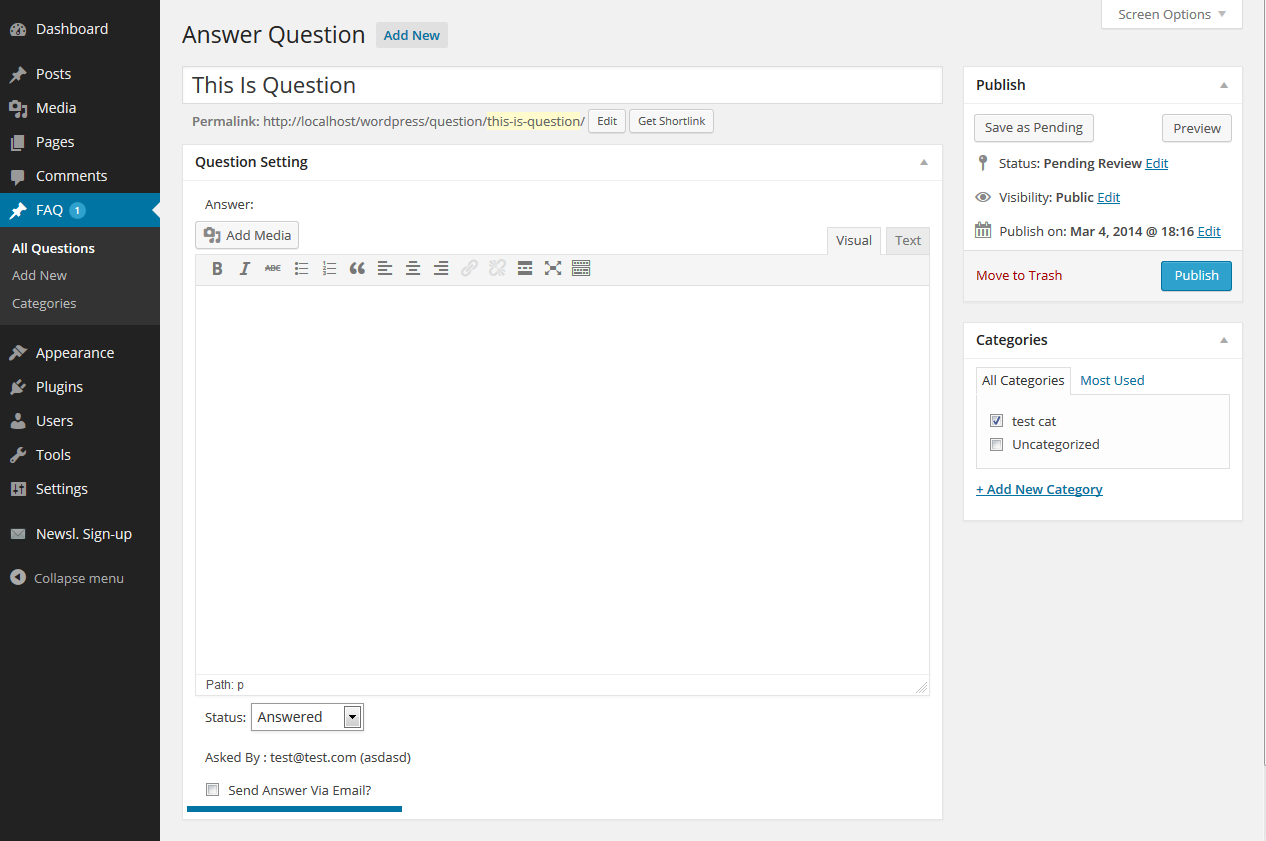 Dashboard
Posts
Media
Pages
Comments
FAQ 1
All Questions
Add New
Categories
Appearance
Plugins
Users
Tools
Settings
Newsl. Sign-up
Collapse menu
Screen Options
Answer Question Add New
This Is Question
Permalink: http://localhost/wordpress/question/this-is-question/ Edit Get Shortlink
Question Setting
Answer:
Add Media
Visual Text
B I ABC
Path: p
Status: Answered
Asked By : test@test.com (asdasd)
Send Answer Via Email?
Publish
Save as Pending Preview
Status: Pending Review Edit
Visibility: Public Edit
Publish on: Mar 4, 2014 @ 18:16 Edit
Move to Trash Publish
Categories
All Categories Most Used
test cat
Uncategorized
+ Add New Category